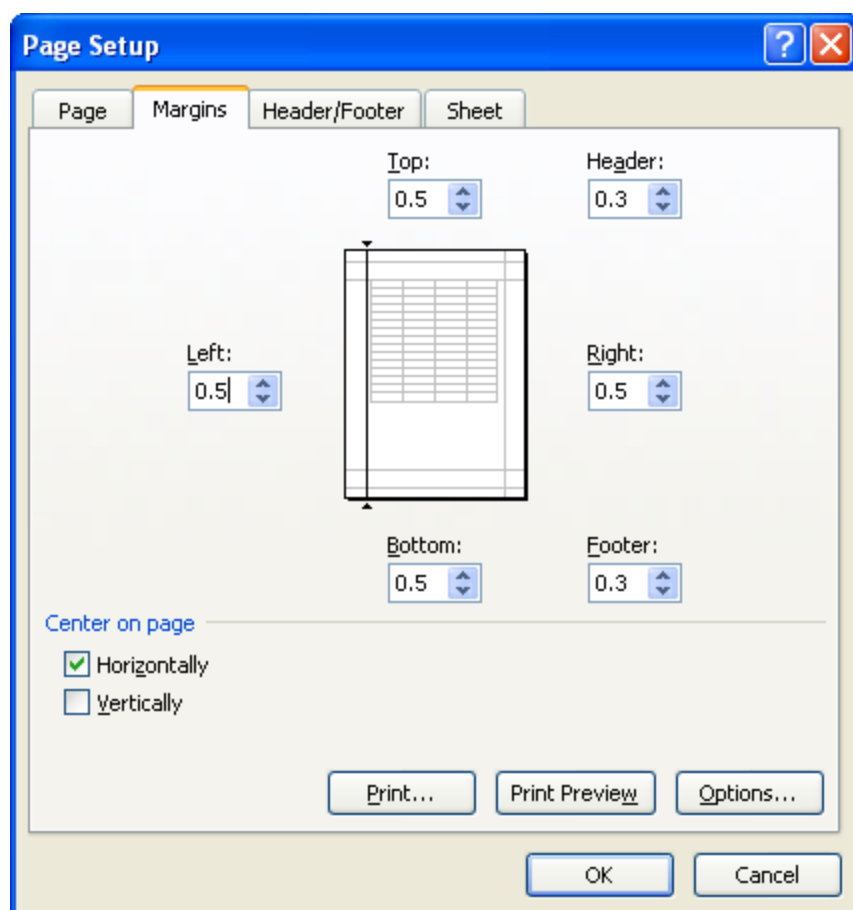 Page Setup
Page Margins Header/Footer Sheet
Top: Header:
0.5 0.3
Left: Right:
0.5 0.5
Bottom: Footer:
0.5 0.3
Center on page
Horizontally
Vertically
Print... Print Preview Options...
OK Cancel